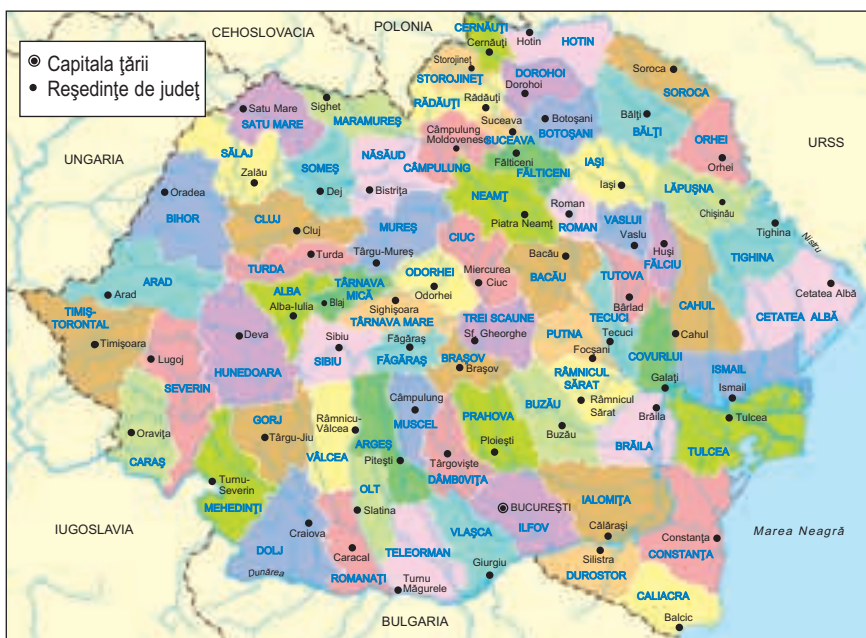 CEHOSLOVACIA
POLONIA
CERNĂUŢI
Cernăuţi
Hotin
HOTIN
Capitala ţării
Reşedinţe de judeţ
Storojineţ
STOROJINEŢ
DOROHOI
Dorohoi
Soroca
SOROCA
Satu Mare
SATU MARE
Sighet
MARAMUREŞ
RĂDĂUŢI
Rădăuţi
Suceava
SUCEAVA
Botoşani
BOTOŞANI
Bălţi
BĂLŢI
ORHEI
Orhei
URSS
UNGARIA
SĂLAJ
Zalău
SOMEŞ
Dej
NĂSĂUD
Bistriţa
Câmpulung
Moldovenesc
CÂMPULUNG
Fălticeni
FĂLTICENI
IAŞI
Iaşi
LĂPUŞNA
Chişinău
Oradea
BIHOR
CLUJ
Cluj
MUREŞ
Târgu-Mureş
NEAMŢ
Piatra Neamţ
Roman
ROMAN
VASLUI
Vaslu
Huşi
FĂLCIU
Tighina
TIGHINA
Nistru
TURDA
Turda
CIUC
Miercurea
Ciuc
Bacău
BACĂU
TUTOVA
Bârlad
CAHUL
Cahul
Cetatea Albă
CETATEA ALBĂ
ARAD
Arad
ALBA
Alba-Iulia
Blaj
TÂRNAVA
MICĂ
ODORHEI
Odorhei
Sighişoara
TÂRNAVA MARE
TREI SCAUNE
Sf. Gheorghe
TIMIŞ-
TORONTAL
Timişoara
Lugoj
SEVERIN
HUNEDOARA
Deva
Sibiu
SIBIU
Făgăraş
FĂGĂRAŞ
BRAŞOV
Braşov
PUTNA
Focşani
TECUCI
Tecuci
COVURLUI
Galaţi
ISMAIL
Ismail
RÂMNICUL
SĂRAT
Râmnicul
Sărat
BUZĂU
Buzău
Brăila
BRĂILA
Tulcea
TULCEA
Oraviţa
CARAŞ
GORJ
Târgu-Jiu
Râmnicu-
Vâlcea
VÂLCEA
ARGEŞ
Piteşti
Câmpulung
MUSCEL
PRAHOVA
Ploieşti
Târgovişte
DÂMBOVIŢA
Turnu-
Severin
MEHEDINŢI
OLT
Slatina
BUCUREŞTI
ILFOV
IALOMIŢA
Călăraşi
Constanţa
CONSTANŢA
Marea Neagră
IUGOSLAVIA
Craiova
DOLJ
Dunărea
Caracal
ROMANAŢI
TELEORMAN
Turnu
Măgurele
VLAŞCA
Giurgiu
Silistra
DUROSTOR
CALIACRA
Balcic
BULGARIA